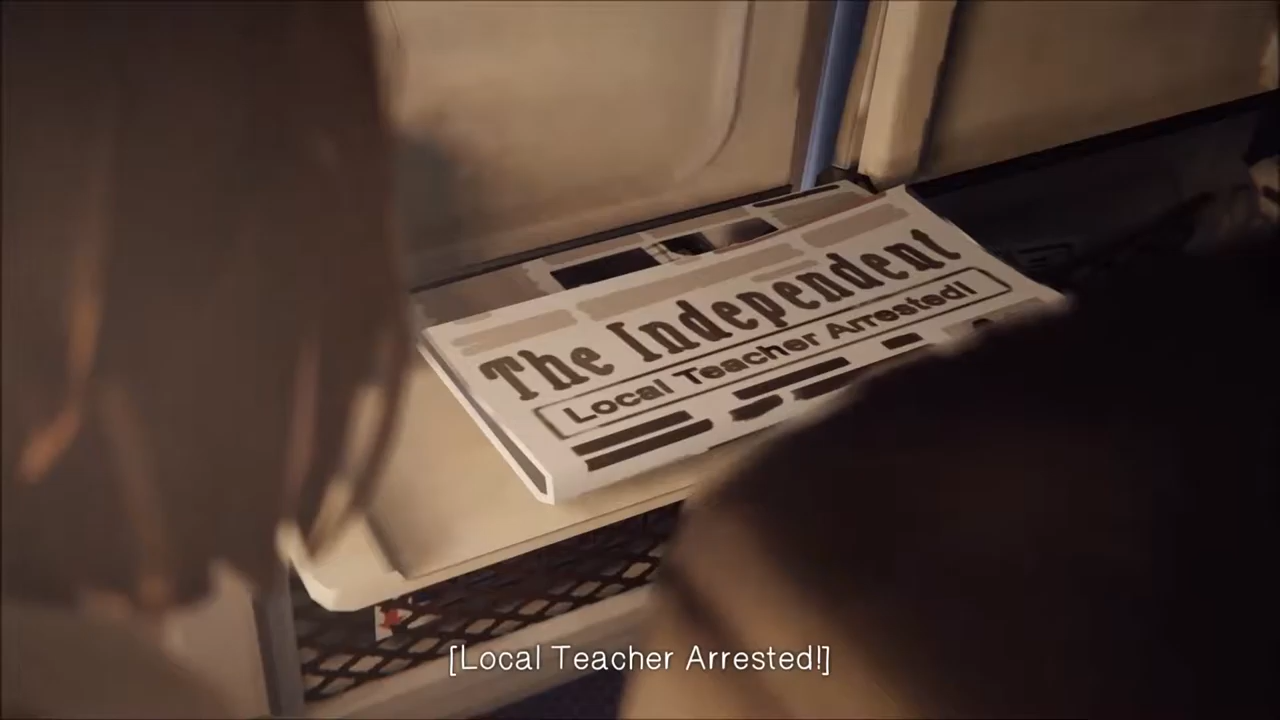 The Independent
Local Teacher Arrested!
[Local Teacher Arrested!]